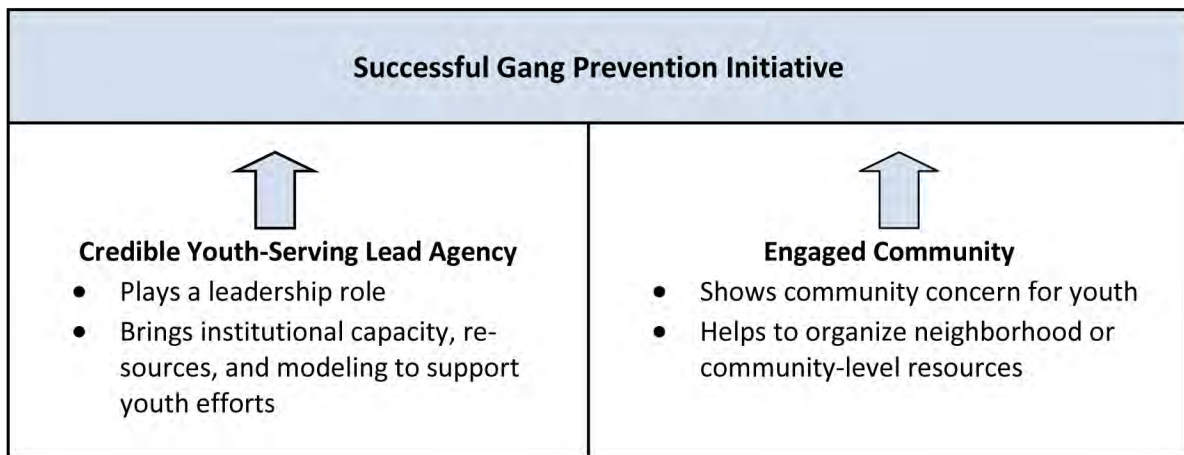 Successful Gang Prevention Initiative
Credible Youth-Serving Lead Agency
● Plays a leadership role
● Brings institutional capacity, re-
sources, and modeling to support
youth efforts
Engaged Community
● Shows community concern for youth
● Helps to organize neighborhood or
community-level resources